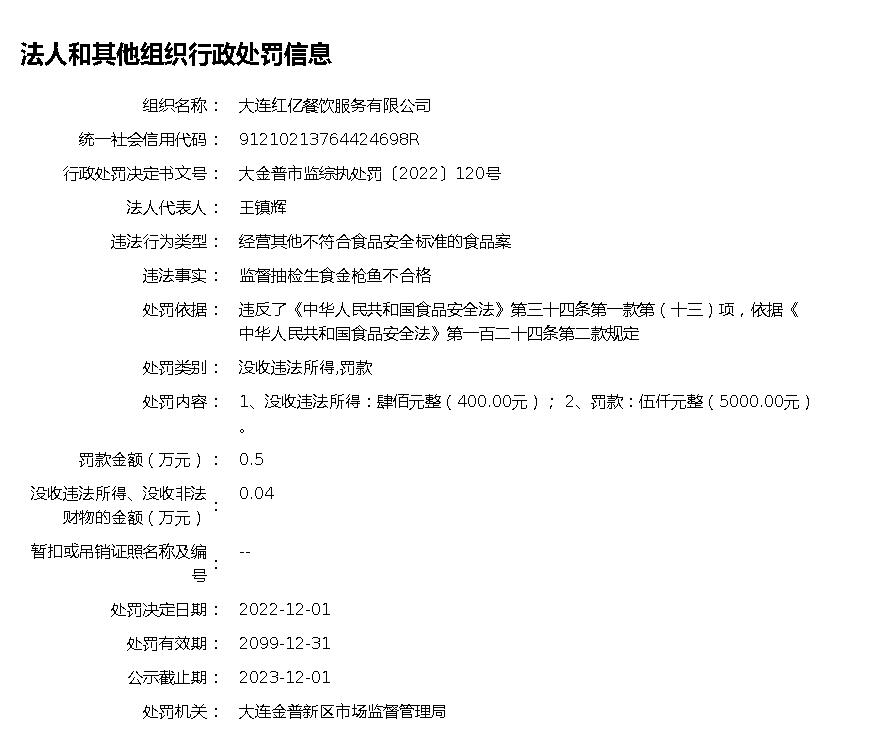 法人和其他组织行政处罚信息
组织名称： 大连红亿餐饮服务有限公司
统一社会信用代码： 91210213764424698R
行政处罚决定书文号： 大金普市监综执处罚〔2022〕120号
法人代表人： 王镇辉
违法行为类型： 经营其他不符合食品安全标准的食品案
违法事实： 监督抽检生食金枪鱼不合格
处罚依据： 违反了《中华人民共和国食品安全法》第三十四条第一款第（十三）项，依据《
中华人民共和国食品安全法》第一百二十四条第二款规定
处罚类别： 没收违法所得,罚款
处罚内容： 1、没收违法所得：肆佰元整（400.00元）； 2、罚款：伍仟元整（5000.00元）
。
罚款金额（万元）： 0.5
没收违法所得、没收非法
财物的金额（万元）： 0.04
暂扣或吊销证照名称及编
号： --
处罚决定日期： 2022-12-01
处罚有效期： 2099-12-31
公示截止期： 2023-12-01
处罚机关： 大连金普新区市场监督管理局